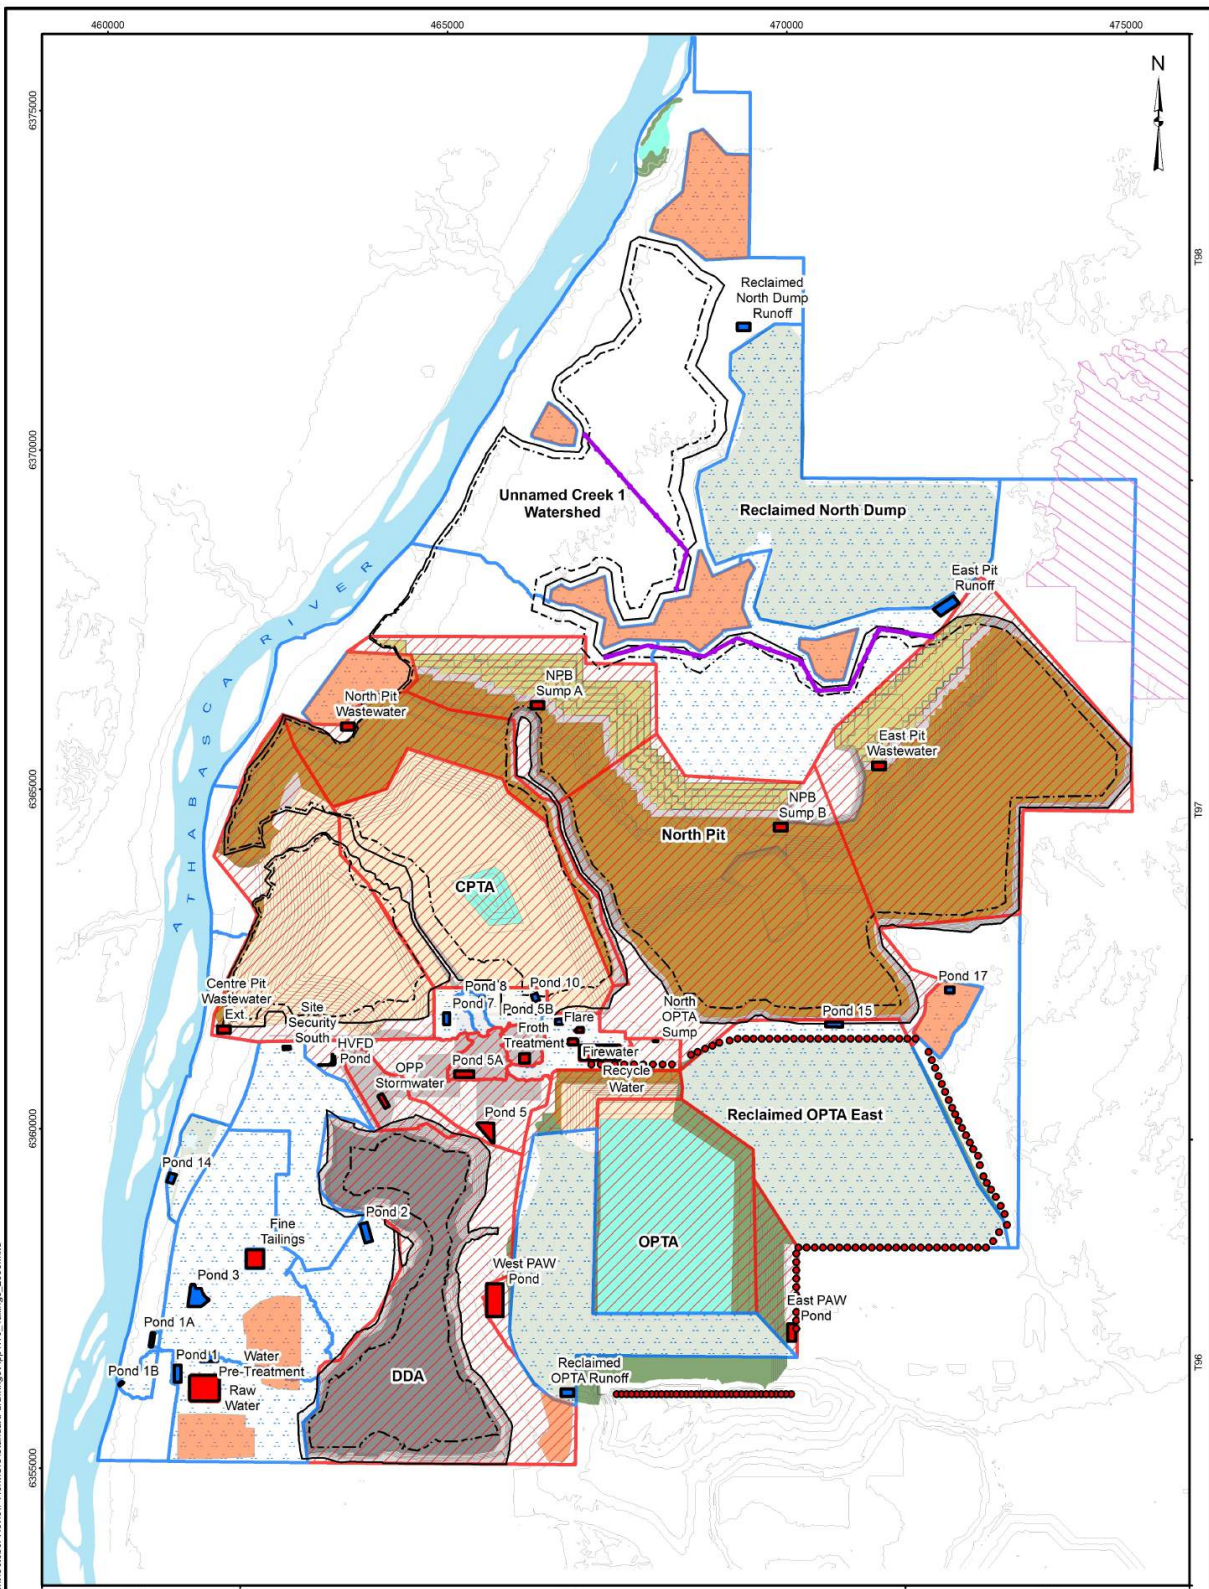 460000
465000
470000
475000
N
6375000
T98
Reclaimed
North Dump
Runoff
6370000
Unnamed Creek 1
Watershed
Reclaimed North Dump
East Pit
Runoff
ATHABASCA RIVER
NPB
Sump A
North Pit
Wastewater
East Pit
Wastewater
6365000
NPB
Sump B
T97
North Pit
CPTA
Centre Pit
Wastewater
Ext.
Site
Security
South
Pond 8
Pond 10
Pond 7
Pond 5B
Flare
North
OPTA
Sump
Pond 17
Pond 15
HVFD
Pond
Froth
Treatment
Firewater
OPP
Stormwater
Pond 5A
Recycle
Water
6360000
Pond 5
Reclaimed OPTA East
Pond 14
Pond 2
Fine
Tailings
OPTA
West PAW
Pond
Pond 3
East PAW
Pond
Pond 1A
Pond 1B
Pond 1
Water
Pre-Treatment
Raw
Water
DDA
Reclaimed
OPTA Runoff
T96
6355000